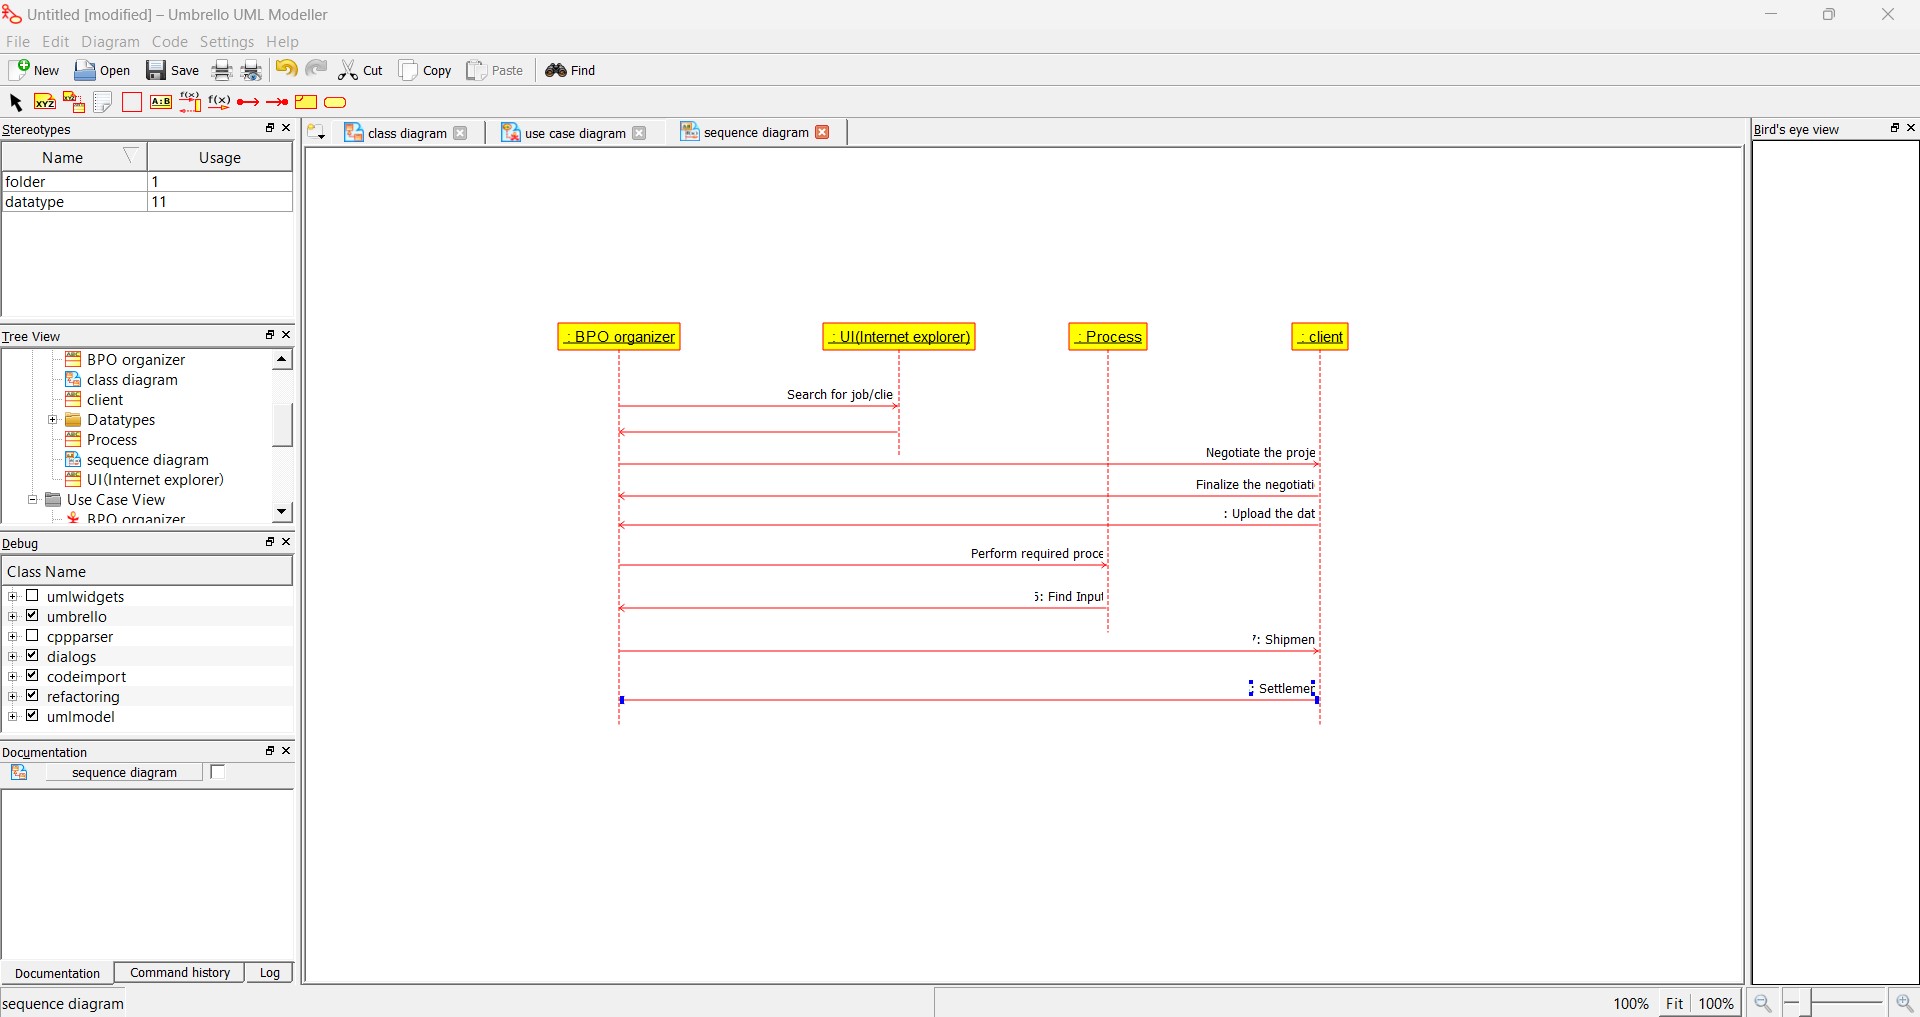 Untitled [modified] – Umbrello UML Modeller
File Edit Diagram Code Settings Help
New Open Save Cut Copy Paste Find
XYZ A:B f(x) f(x)
Stereotypes
class diagram use case diagram sequence diagram
Bird's eye view
Name Usage
folder 1
datatype 11
Tree View
BPO organizer
class diagram
client
Datatypes
Process
sequence diagram
UI(Internet explorer)
Use Case View
BPO organizer
: BPO organizer : UI(Internet explorer) : Process : client
Search for job/clie
Negotiate the proje
Finalize the negotiati
: Upload the dat
Perform required proce
: Find Input
7: Shipmen
: Settlemer
Debug
Class Name
umlwidgets
umbrello
cppparser
dialogs
codeimport
refactoring
umlmodel
Documentation
sequence diagram
Documentation Command history Log
sequence diagram
100% Fit 100%